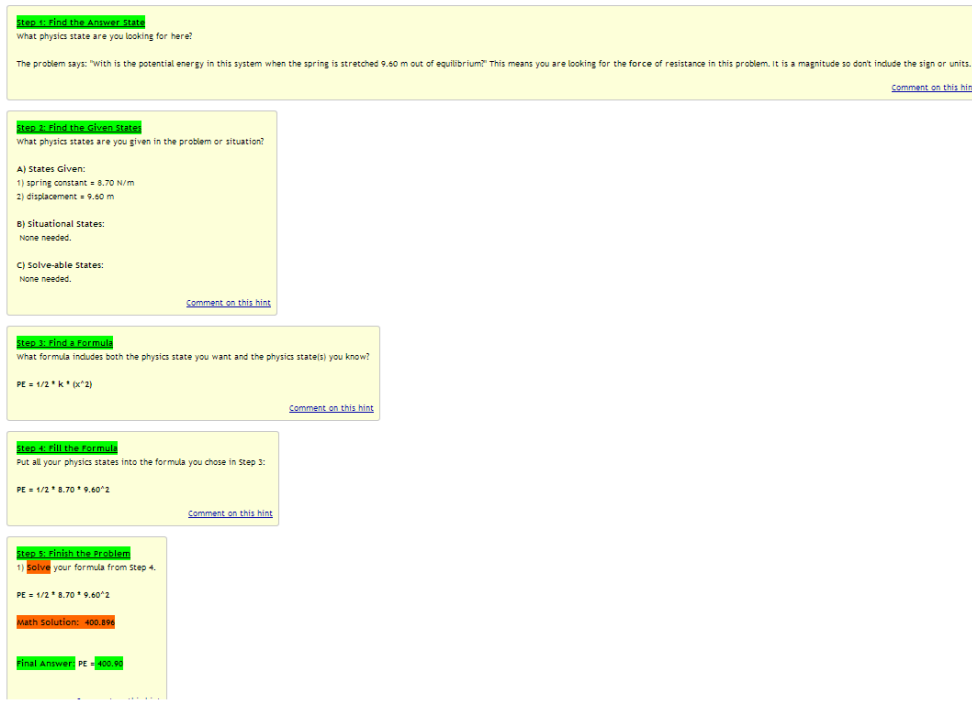 Step 1: Find the Answer State
What physics state are you looking for here?
The problem says: "With is the potential energy in this system when the spring is stretched 9.60 m out of equilibrium?" This means you are looking for the force of resistance in this problem. It is a magnitude so don't include the sign or units.
Comment on this hin
Step 2: Find the Given States
What physics states are you given in the problem or situation?
A) States Given:
1) spring constant = 8.70 N/m
2) displacement = 9.60 m
B) Situational States:
None needed.
C) Solve-able States:
None needed.
Comment on this hint
Step 3: Find a Formula
What formula includes both the physics state you want and the physics state(s) you know?
PE = 1/2 * k * (x^2)
Comment on this hint
Step 4: Fill the Formula
Put all your physics states into the formula you chose in Step 3:
PE = 1/2 * 8.70 * 9.60^2
Comment on this hint
Step 5: Finish the Problem
1) Solve your formula from Step 4.
PE = 1/2 * 8.70 * 9.60^2
Math Solution: 400.896
Final Answer: PE = 400.90